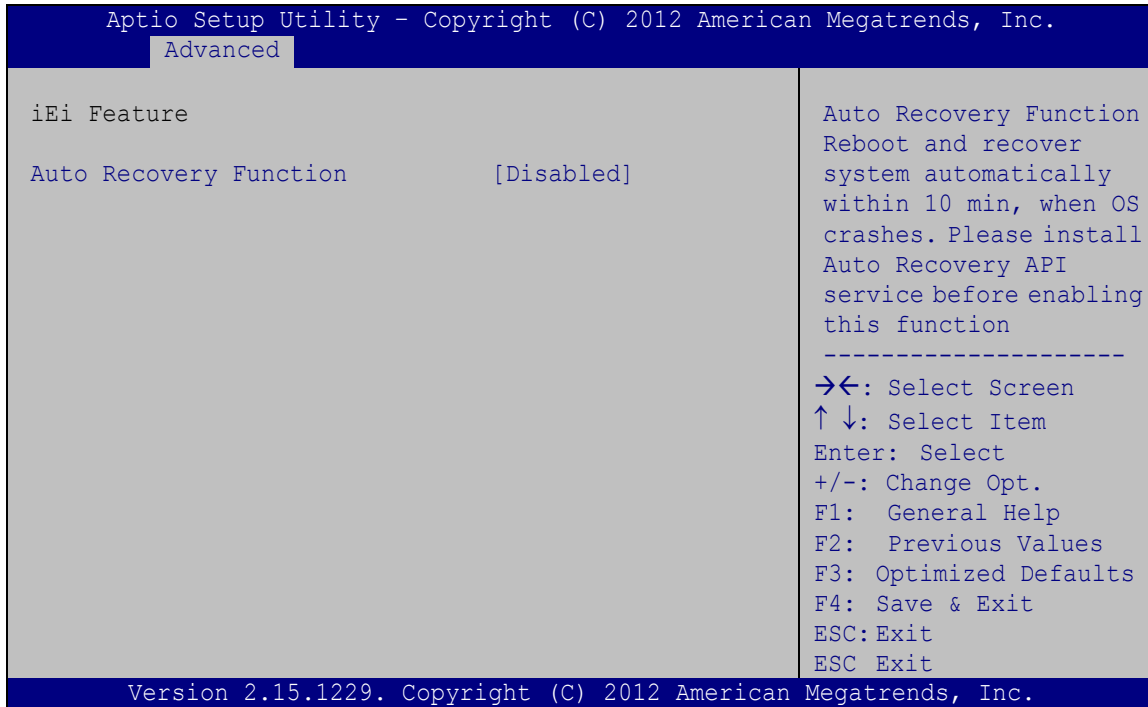 Aptio Setup Utility – Copyright (C) 2012 American Megatrends, Inc.
Advanced
iEi Feature
Auto Recovery Function [Disabled]
Auto Recovery Function
Reboot and recover
system automatically
within 10 min, when OS
crashes. Please install
Auto Recovery API
service before enabling
this function
---------------------
→←: Select Screen
↑ ↓: Select Item
Enter: Select
+/-: Change Opt.
F1: General Help
F2: Previous Values
F3: Optimized Defaults
F4: Save & Exit
ESC: Exit
ESC Exit
Version 2.15.1229. Copyright (C) 2012 American Megatrends, Inc.